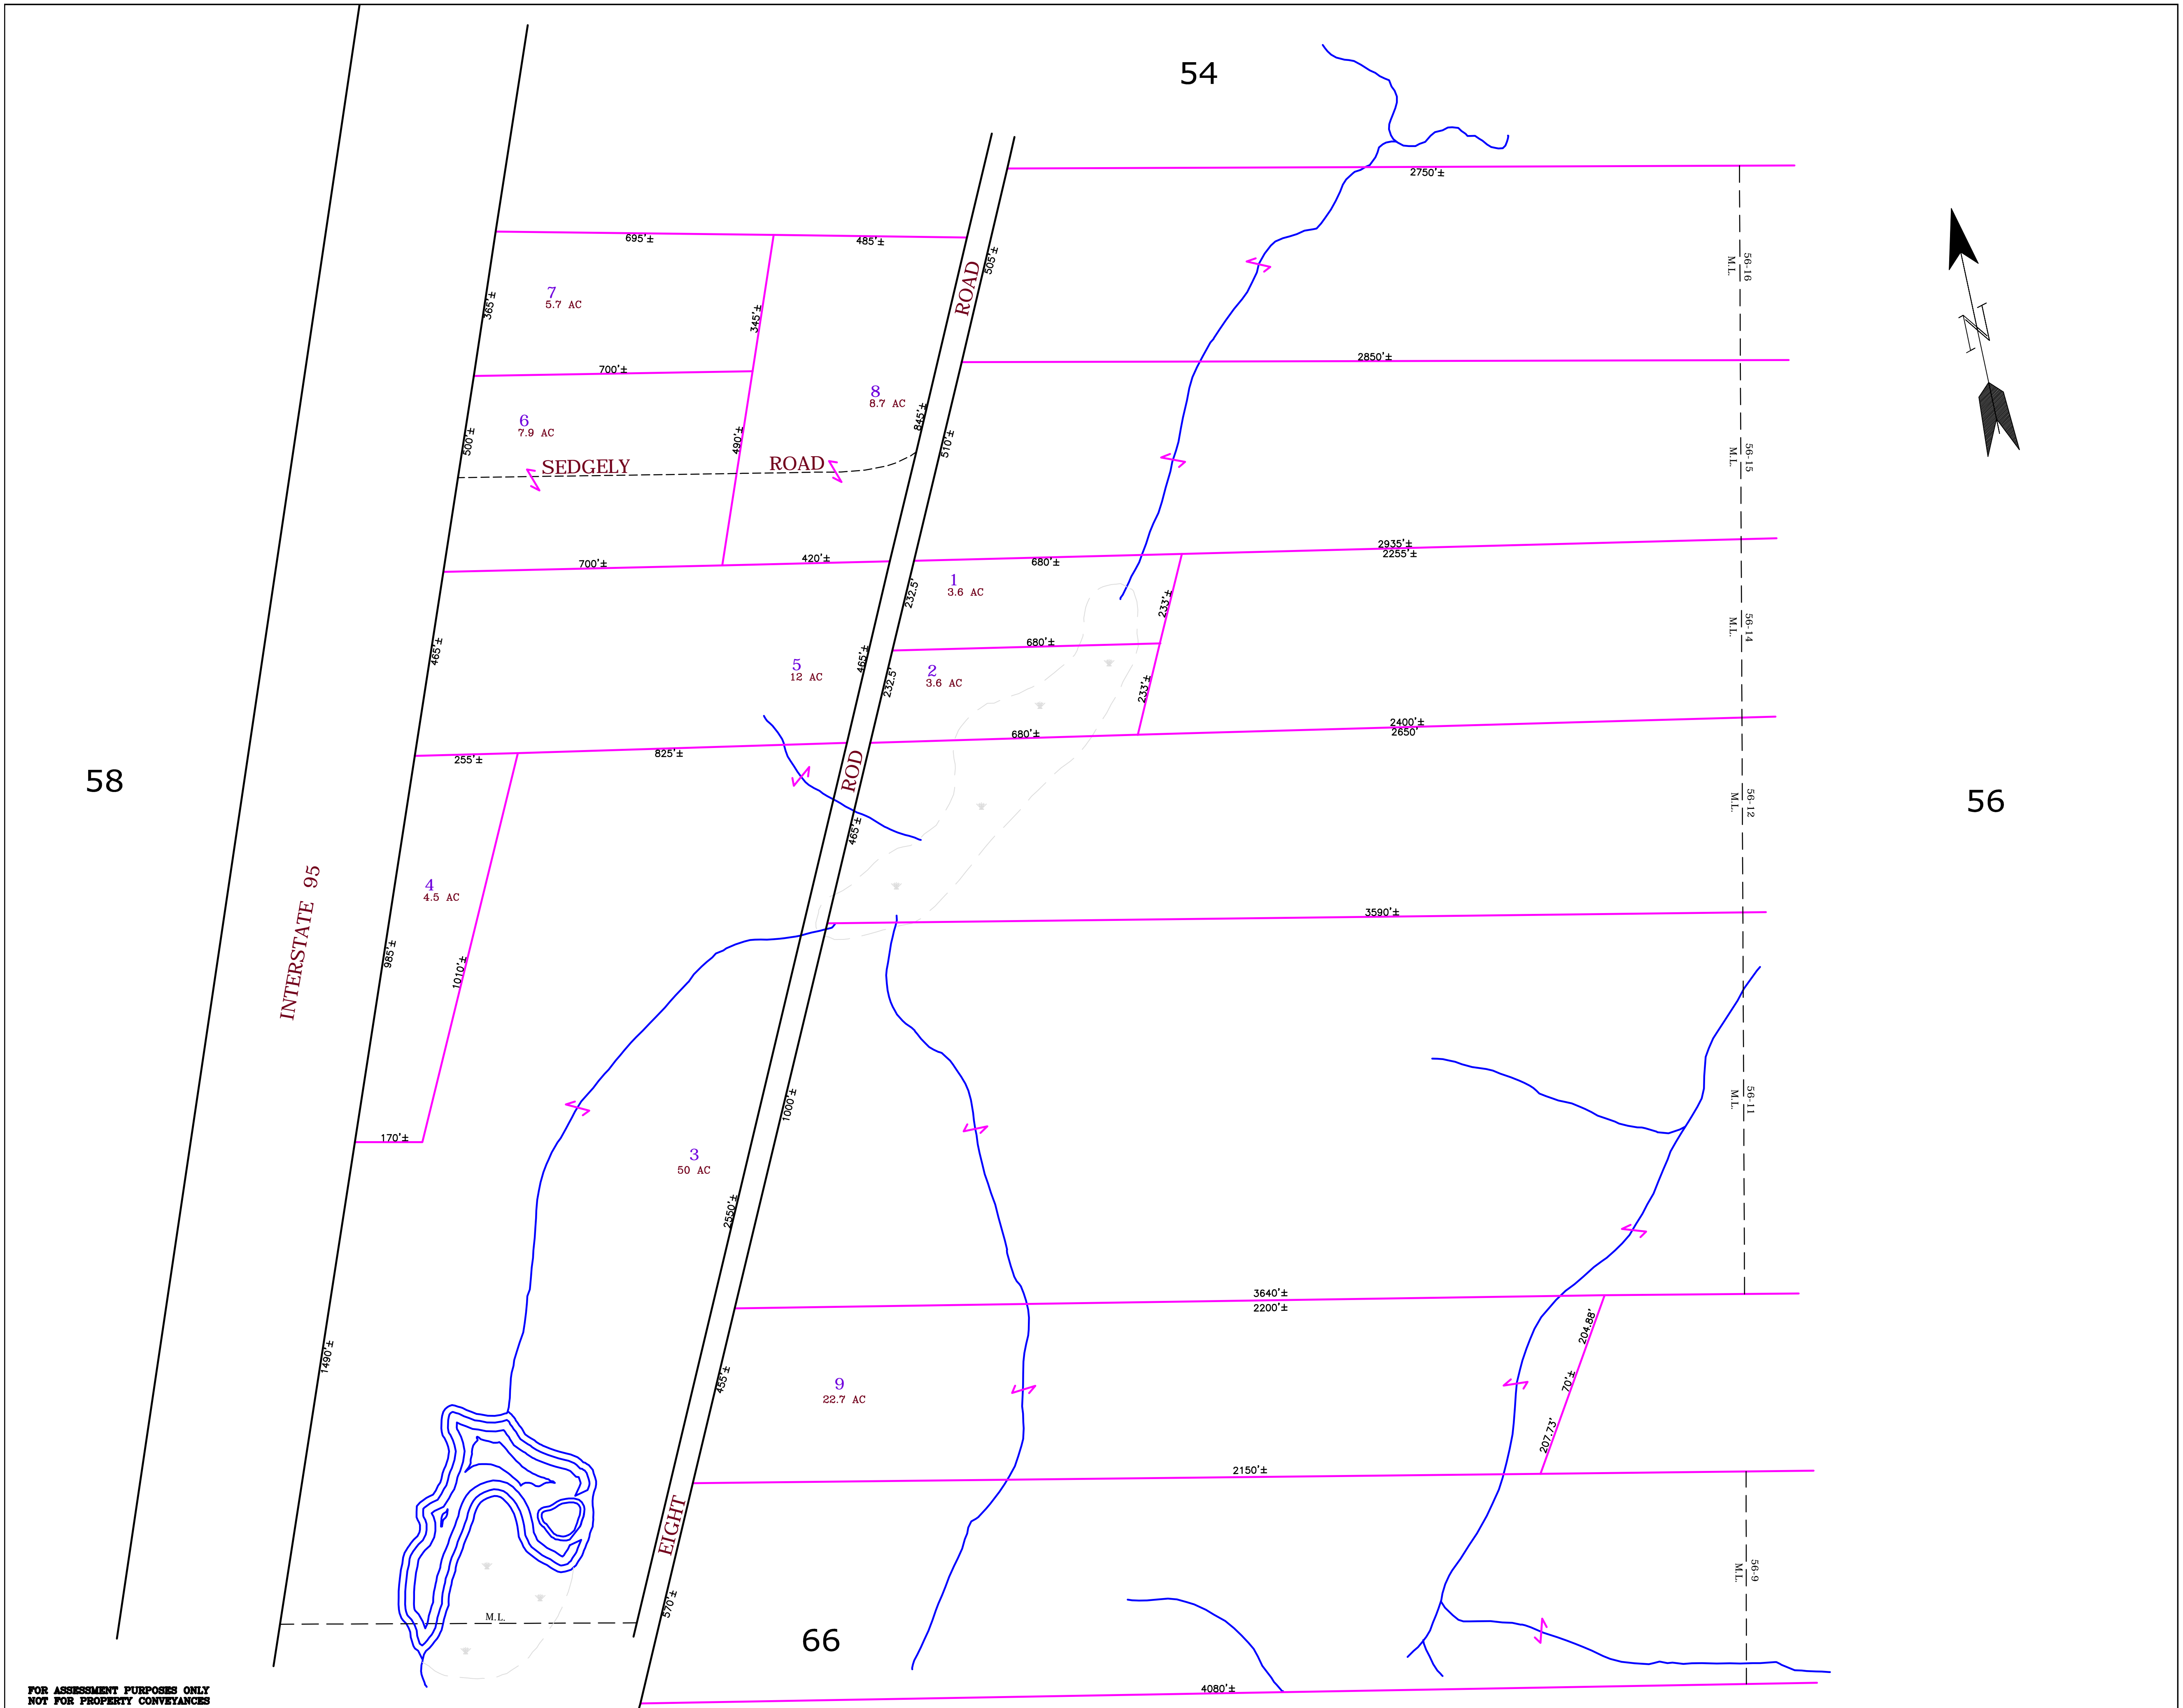 54
2750'±
695'±
485'±
505'±
ROAD
56-16
M.L.
7
5.7 AC
365'±
345'±
2850'±
700'±
8
8.7 AC
845'±
510'±
6
7.9 AC
500'±
490'±
SEDGELY ROAD
56-15
M.L.
2935'±
2255'±
700'±
420'±
680'±
1
3.6 AC
232.5'
233'±
56-14
M.L.
465'±
680'±
5
12 AC
465'±
2
3.6 AC
232.5'
233'±
2400'±
2650'
680'±
255'±
825'±
58
ROD
56-12
M.L.
56
465'±
4
4.5 AC
3590'±
INTERSTATE 95
985'±
1010'±
1000'±
56-11
M.L.
170'±
3
50 AC
2550'±
3640'±
2200'±
204.88'
1490'±
455'±
9
22.7 AC
70'±
207.73'
2150'±
EIGHT
56-9
M.L.
570'±
M.L.
66
4080'±
FOR ASSESSMENT PURPOSES ONLY
NOT FOR PROPERTY CONVEYANCES
N